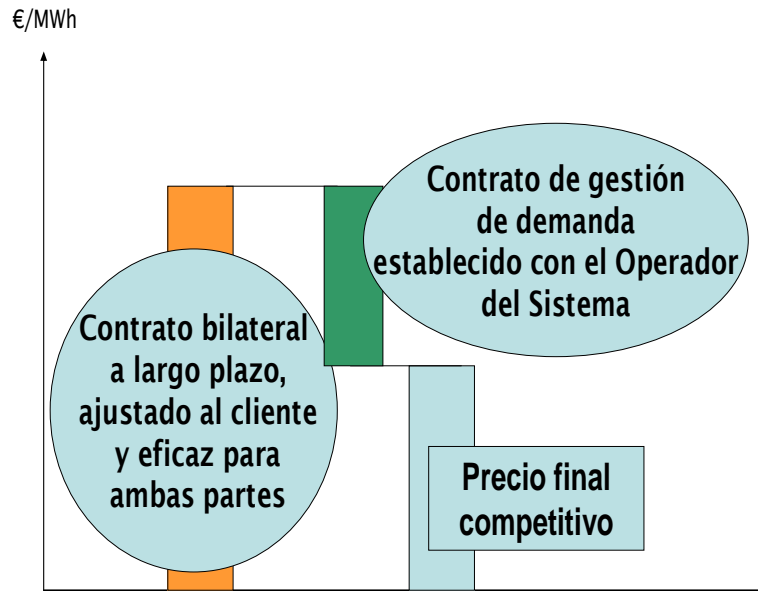 €/MWh
Contrato de gestión
de demanda
establecido con el Operador
del Sistema
Contrato bilateral
a largo plazo,
ajustado al cliente
y eficaz para
ambas partes
Precio final
competitivo